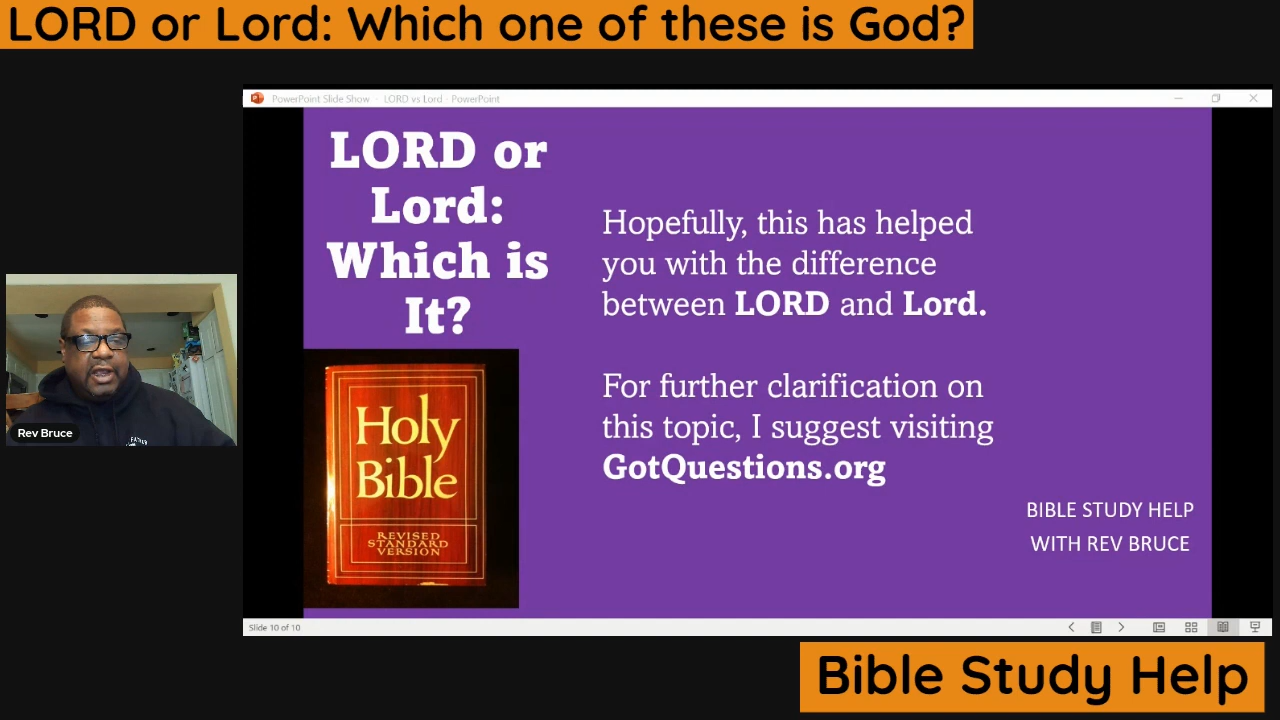 LORD or Lord: Which one of these is God?
PowerPoint Slide Show - LORD vs Lord - PowerPoint
LORD or
Lord:
Which is
It?
Hopefully, this has helped
you with the difference
between LORD and Lord.
For further clarification on
this topic, I suggest visiting
GotQuestions.org
Holy
Bible
REVISED
STANDARD
VERSION
BIBLE STUDY HELP
WITH REV BRUCE
Rev Bruce
Slide 10 of 10
Bible Study Help